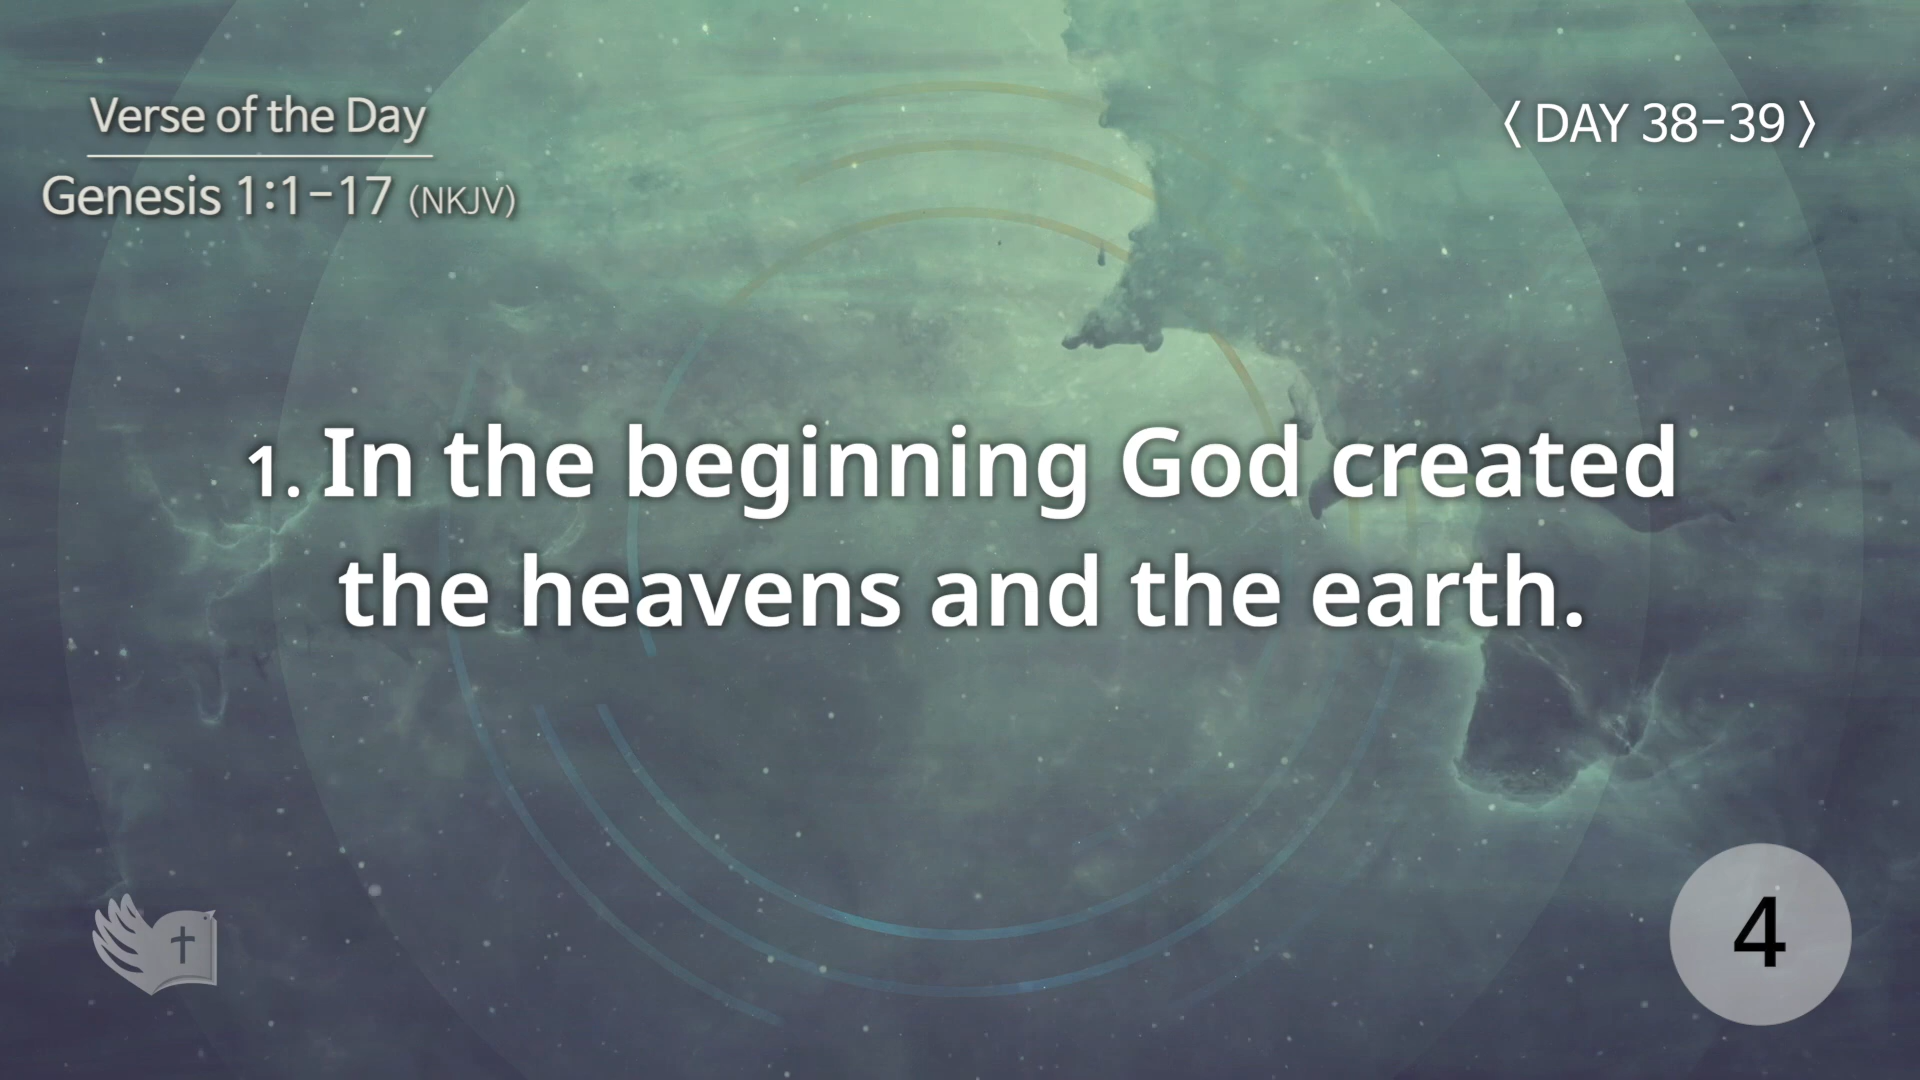 Verse of the Day
Genesis 1:1-17 (NKJV)
〈 DAY 38-39 〉
1. In the beginning God created
the heavens and the earth.
4